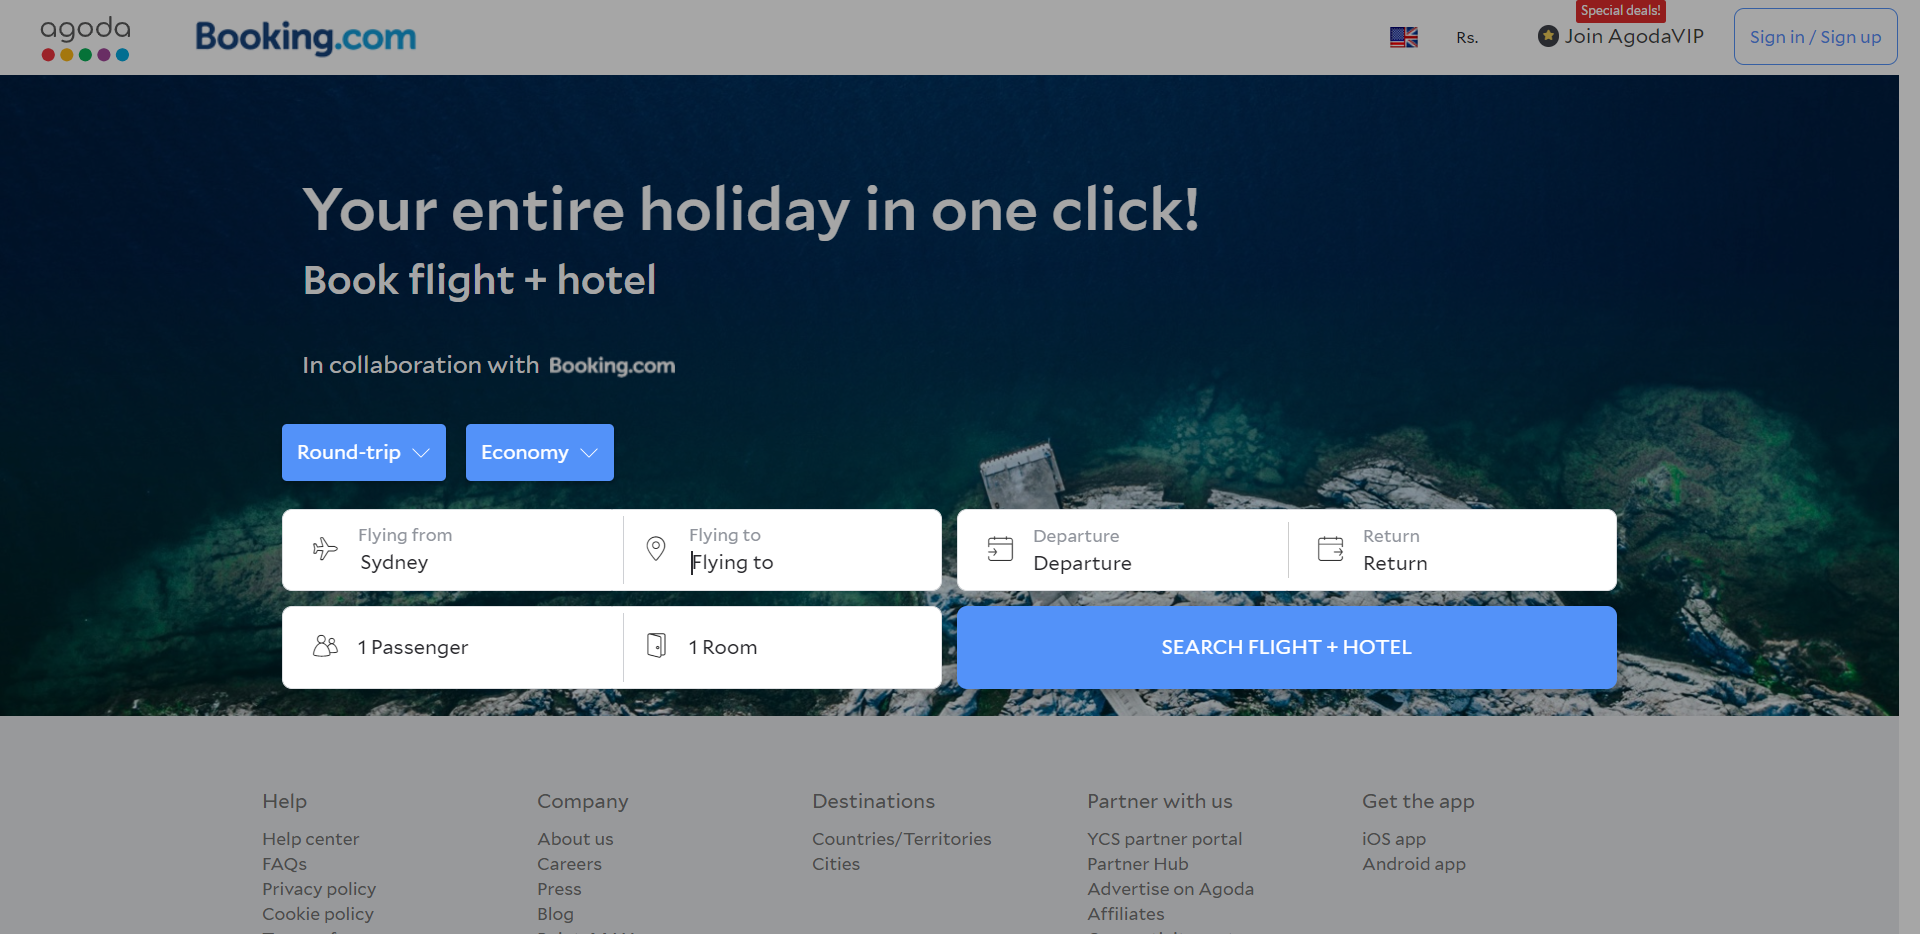 agoda
Booking.com
Rs.
Special deals!
Join AgodaVIP
Sign in / Sign up
Your entire holiday in one click!
Book flight + hotel
In collaboration with Booking.com
Round-trip
Economy
Flying from
Sydney
Flying to
Flying to
Departure
Departure
Return
Return
1 Passenger
1 Room
SEARCH FLIGHT + HOTEL
Help
Help center
FAQs
Privacy policy
Cookie policy
Company
About us
Careers
Press
Blog
Destinations
Countries/Territories
Cities
Partner with us
YCS partner portal
Partner Hub
Advertise on Agoda
Affiliates
Get the app
iOS app
Android app